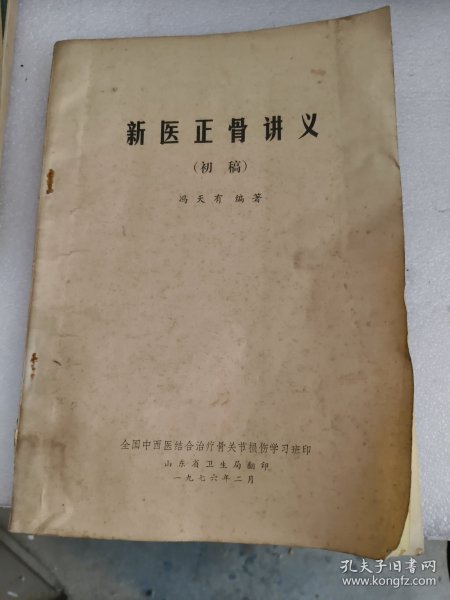 新医正骨讲义
(初稿)
冯天有编著
全国中西医结合治疗骨关节损伤学习班印
山东省卫生局翻印
一九七六年二月
孔夫子旧书网
www.kongfz.com